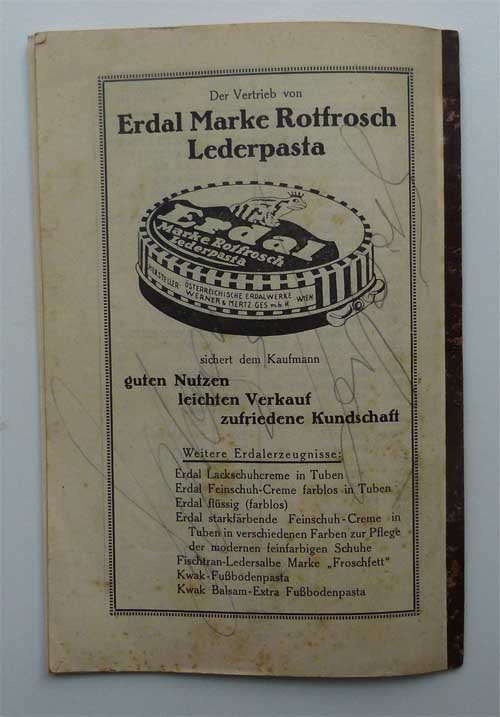 Der Vertrieb von
Erdal Marke Rotfrosch
Lederpasta
Erdal
Marke Rotfrosch
Lederpasta
HERSTELLER: ÖSTERREICHISCHE ERDALWERKE WIEN
WERNER & MERTZ GES. m. b. H.
sichert dem Kaufmann
guten Nutzen
leichten Verkauf
zufriedene Kundschaft
Weitere Erdalerzeugnisse:
Erdal Lackschuhcreme in Tuben
Erdal Feinschuh-Creme farblos in Tuben
Erdal flüssig (farblos)
Erdal starkfärbende Feinschuh-Creme in
Tuben in verschiedenen Farben zur Pflege
der modernen feinfarbigen Schuhe
Fischtran-Ledersalbe Marke „Froschfett"
Kwak-Fußbodenpasta
Kwak Balsam-Extra Fußbodenpasta